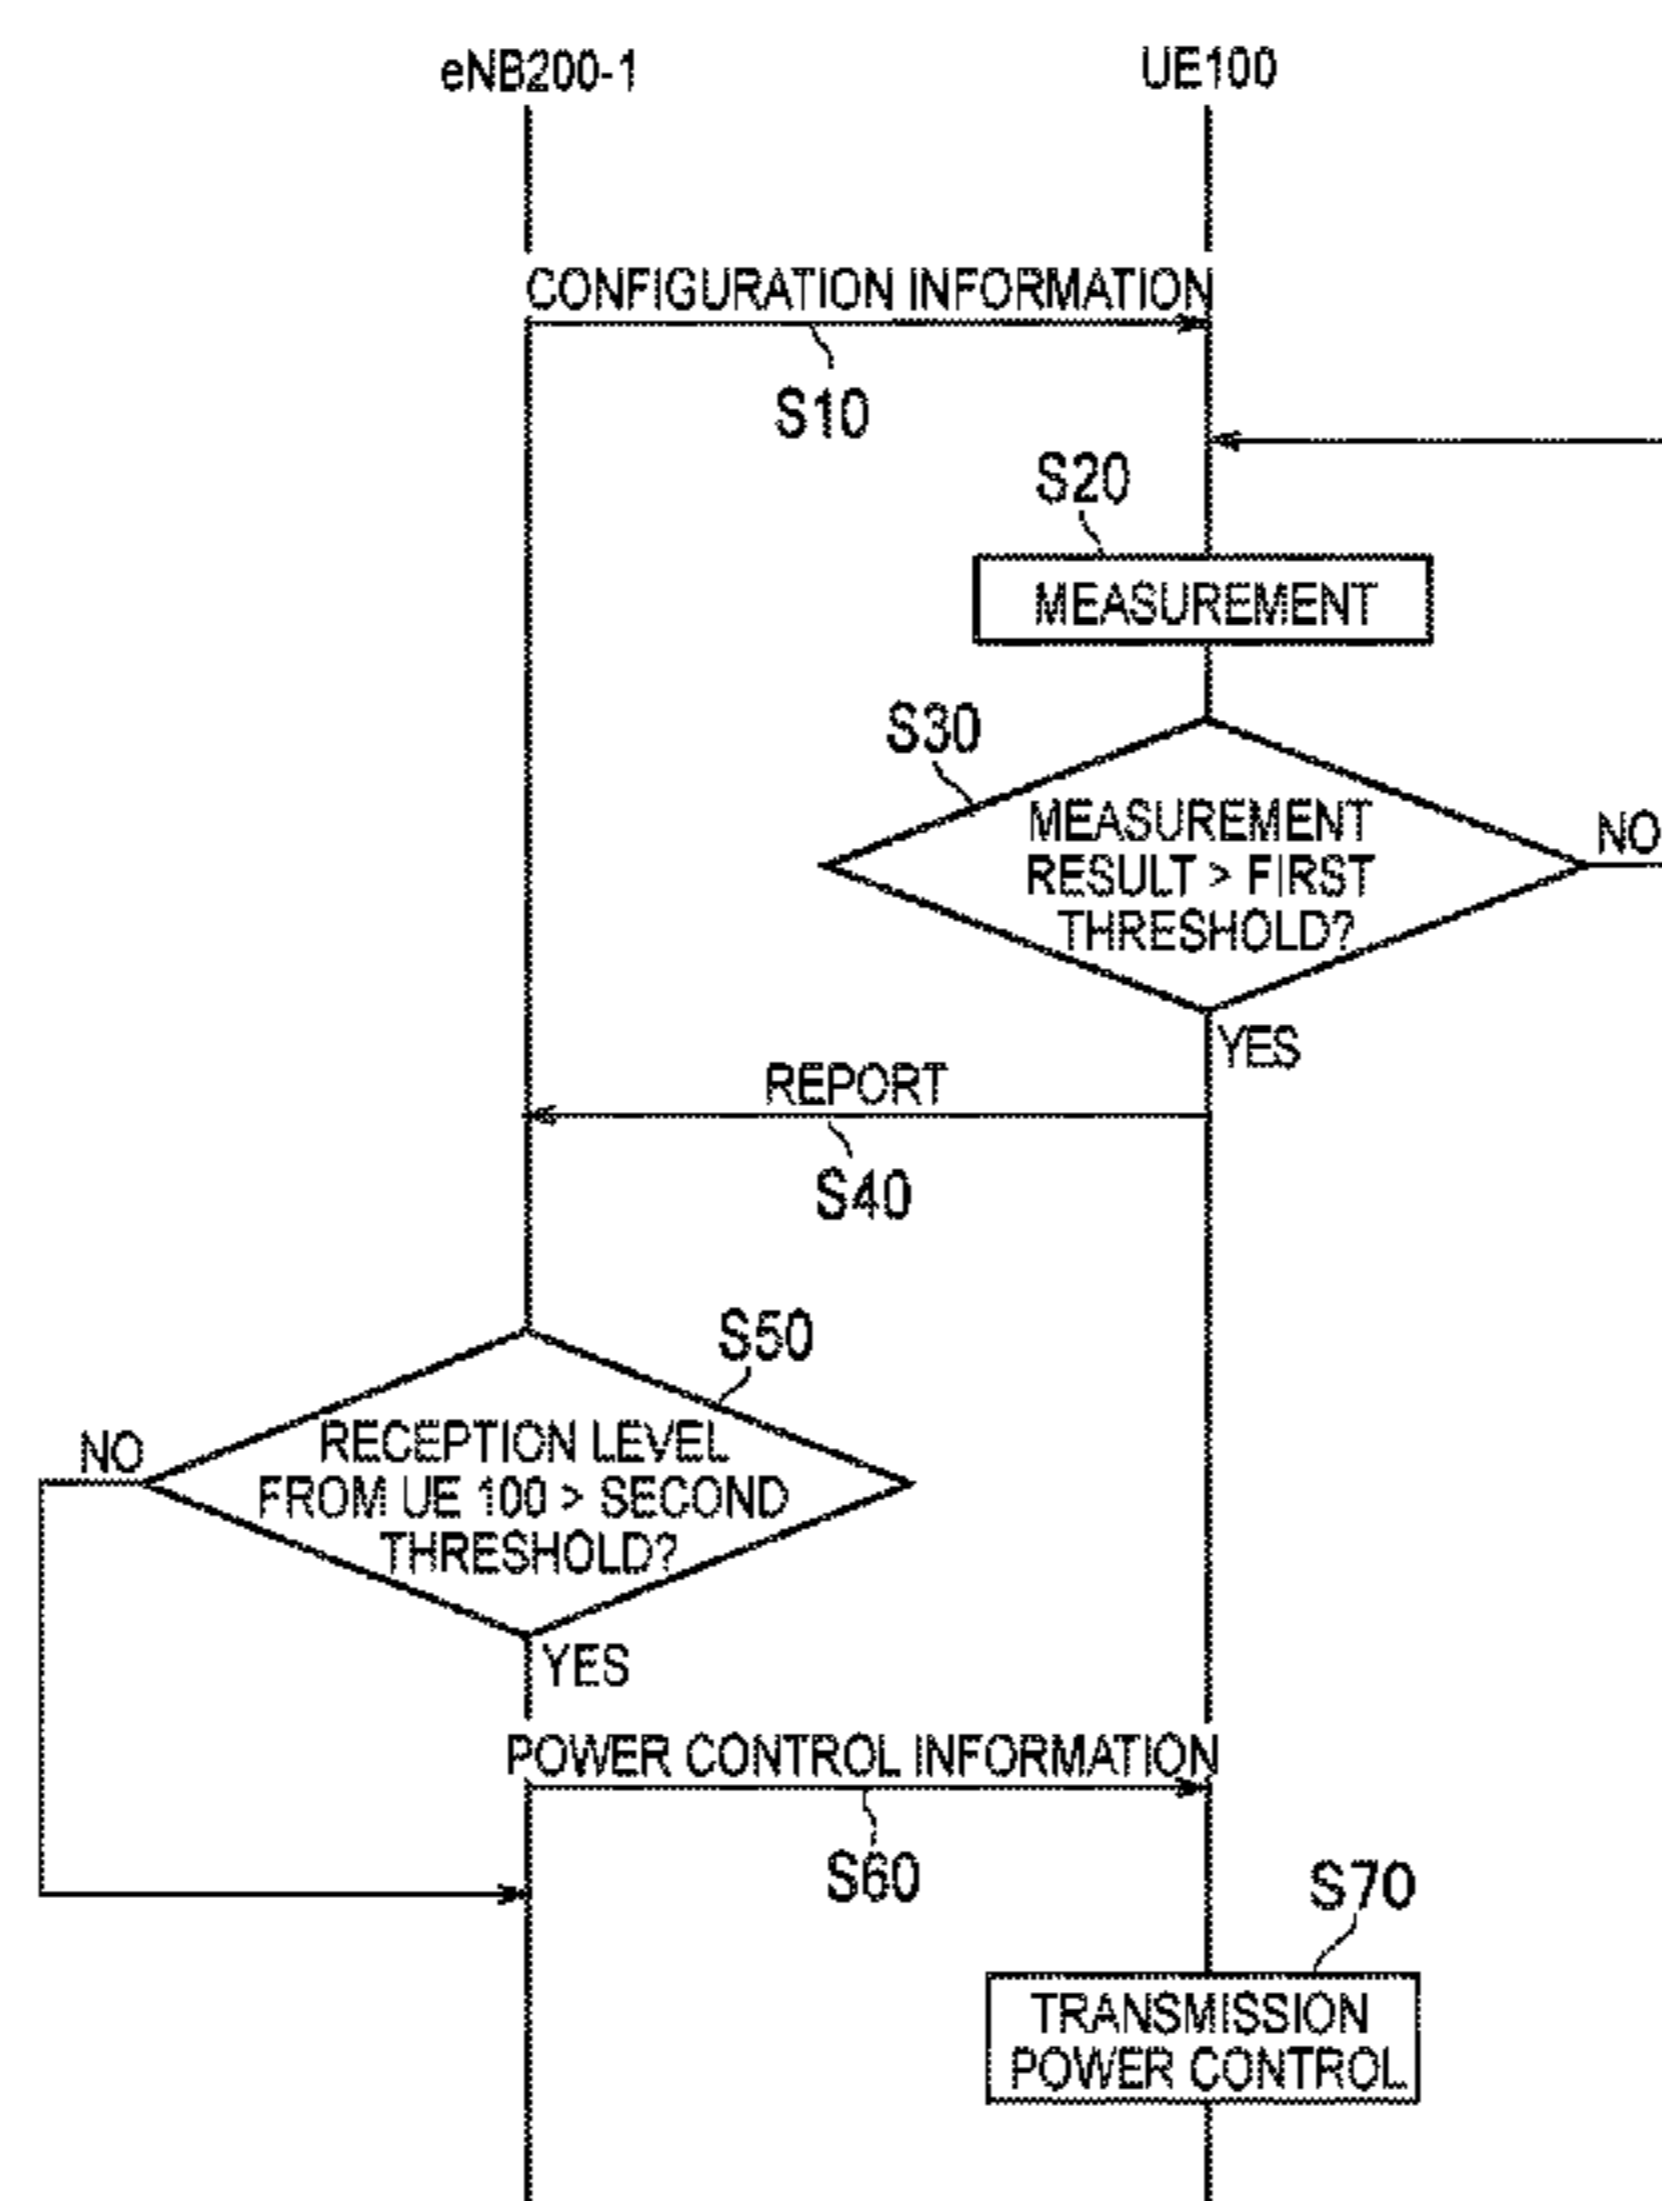 eNB200-1
UE100
CONFIGURATION INFORMATION
S10
S20
MEASUREMENT
S30
MEASUREMENT
RESULT > FIRST
THRESHOLD?
NO
YES
REPORT
S40
S50
NO
RECEPTION LEVEL
FROM UE 100 > SECOND
THRESHOLD?
YES
POWER CONTROL INFORMATION
S60
S70
TRANSMISSION
POWER CONTROL